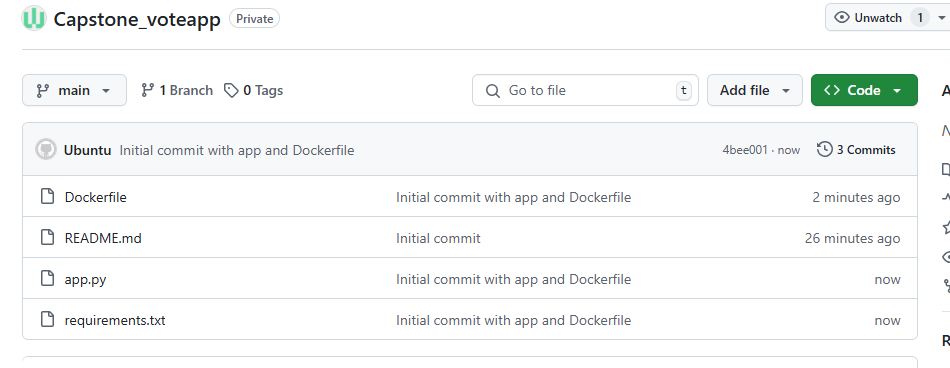 Capstone_voteapp Private Unwatch 1
main 1 Branch 0 Tags Go to file t Add file Code
Ubuntu Initial commit with app and Dockerfile 4bee001 · now 3 Commits
Dockerfile Initial commit with app and Dockerfile 2 minutes ago
README.md Initial commit 26 minutes ago
app.py Initial commit with app and Dockerfile now
requirements.txt Initial commit with app and Dockerfile now